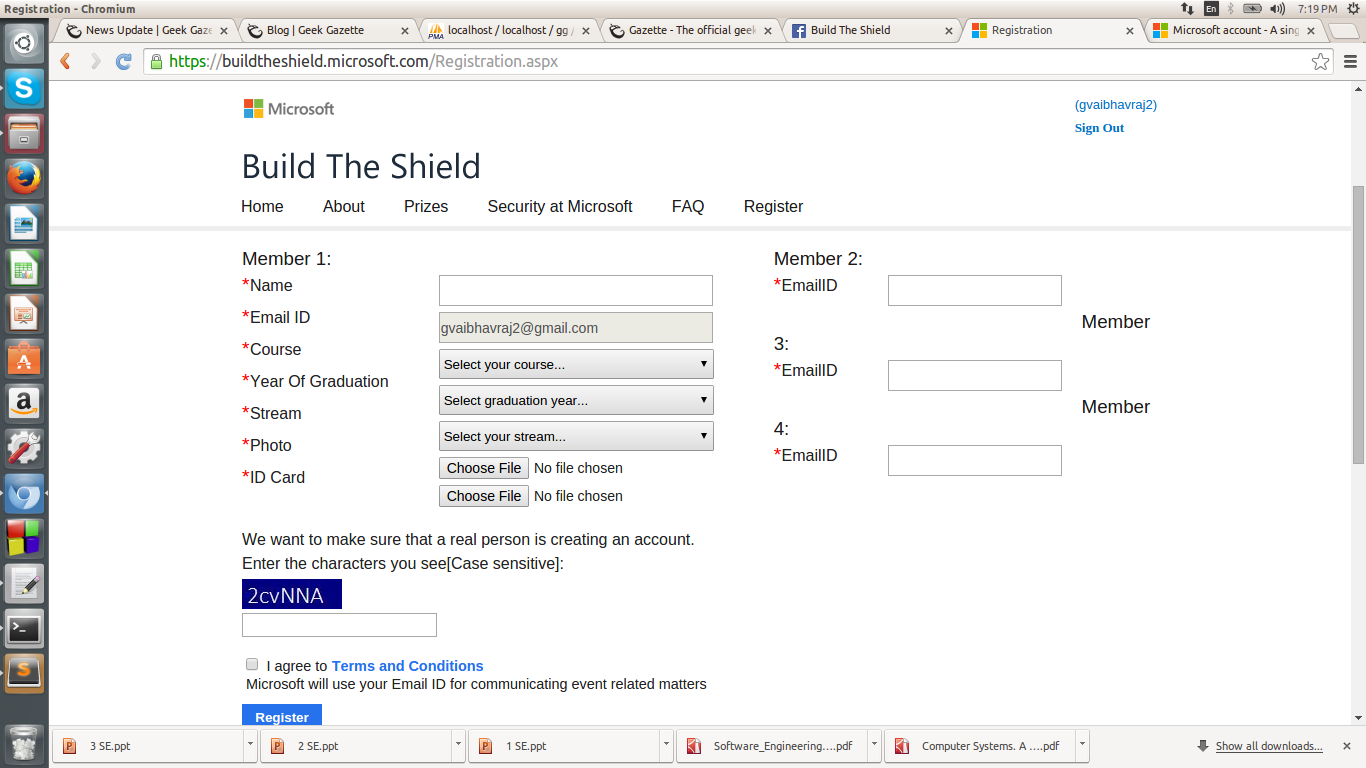 Registration - Chromium
En
7:19 PM
News Update | Geek Gaze
Blog | Geek Gazette
localhost / localhost / gg /
Gazette - The official geek
Build The Shield
Registration
Microsoft account - A sing
https://buildtheshield.microsoft.com/Registration.aspx
Microsoft
(gvaibhavraj2)
Sign Out
Build The Shield
Home About Prizes Security at Microsoft FAQ Register
Member 1:
*Name
*Email ID
gvaibhavraj2@gmail.com
*Course
Select your course...
*Year Of Graduation
Select graduation year...
*Stream
Select your stream...
*Photo
Choose File No file chosen
*ID Card
Choose File No file chosen
Member 2:
*EmailID
Member
3:
*EmailID
Member
4:
*EmailID
We want to make sure that a real person is creating an account.
Enter the characters you see[Case sensitive]:
2cvNNA
I agree to Terms and Conditions
Microsoft will use your Email ID for communicating event related matters
Register
3 SE.ppt
2 SE.ppt
1 SE.ppt
Software_Engineering....pdf
Computer Systems. A ....pdf
Show all downloads...